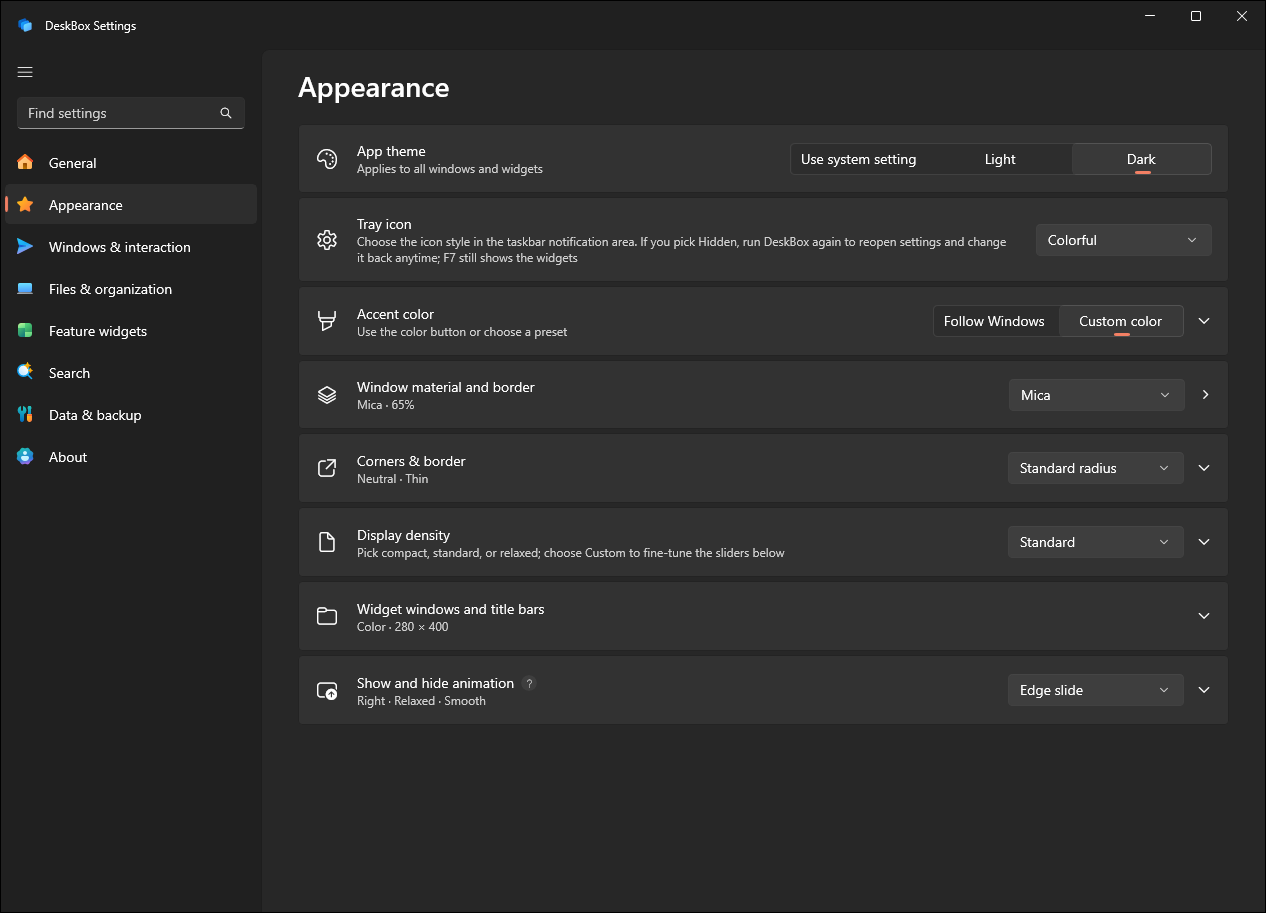 DeskBox Settings
Find settings
General
Appearance
Windows & interaction
Files & organization
Feature widgets
Search
Data & backup
About
Appearance
App theme
Applies to all windows and widgets
Use system setting
Light
Dark
Tray icon
Choose the icon style in the taskbar notification area. If you pick Hidden, run DeskBox again to reopen settings and change
it back anytime; F7 still shows the widgets
Colorful
Accent color
Use the color button or choose a preset
Follow Windows
Custom color
Window material and border
Mica · 65%
Mica
Corners & border
Neutral · Thin
Standard radius
Display density
Pick compact, standard, or relaxed; choose Custom to fine-tune the sliders below
Standard
Widget windows and title bars
Color · 280 × 400
Show and hide animation ?
Right · Relaxed · Smooth
Edge slide